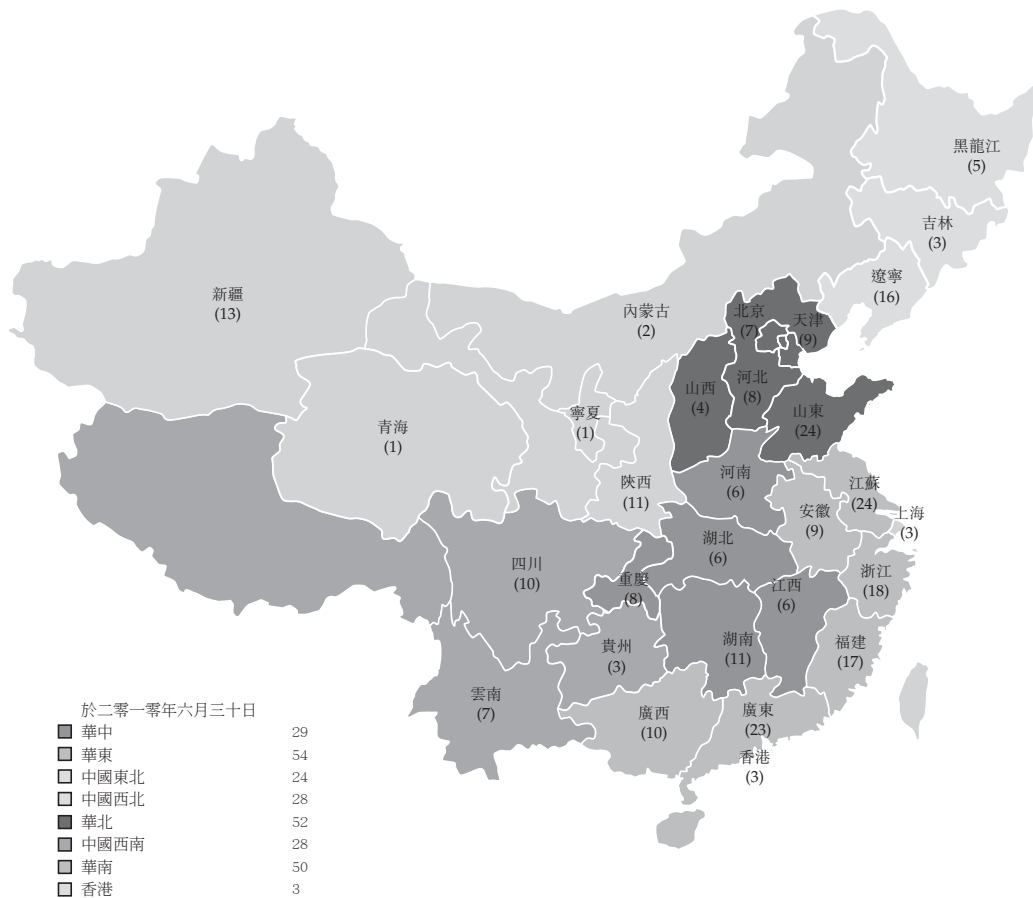 黑龍江
(5)
吉林
(3)
遼寧
(16)
新疆
(13)
內蒙古
(2)
北京
(7)
天津
(9)
山西
(4)
河北
(8)
山東
(24)
青海
(1)
寧夏
(1)
陝西
(11)
河南
(6)
江蘇
(24)
安徽
(9)
上海
(3)
四川
(10)
湖北
(6)
重慶
(8)
江西
(6)
浙江
(18)
湖南
(11)
福建
(17)
貴州
(3)
雲南
(7)
廣西
(10)
廣東
(23)
香港
(3)
於二零一零年六月三十日
華中 29
華東 54
中國東北 24
中國西北 28
華北 52
中國西南 28
華南 50
香港 3